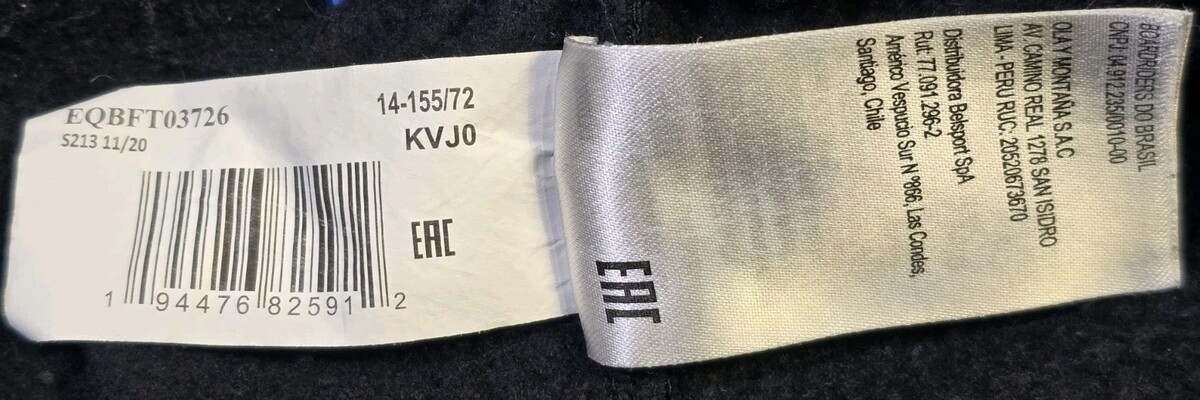 EQBFT03726
S213 11/20
14-155/72
KVJ0
EAC
1 94476 82591 2
BOARDRIDERS DO BRASIL
CNPJ 04.912.235/0010-00
OLA Y MONTAÑA S.A.C
AV CAMINO REAL 1278 SAN ISIDRO
LIMA - PERU RUC: 20520673670
Distribuidora Belsport SpA
Rut: 77.091.296-2
Américo Vespucio Sur N °866, Las Condes,
Santiago, Chile
EAC